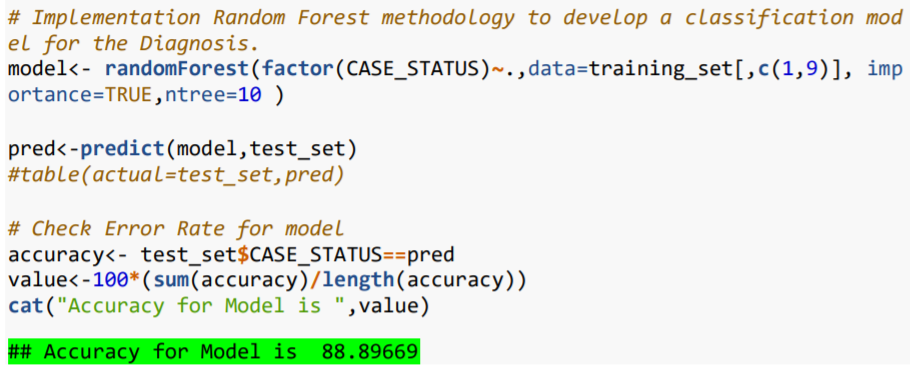 # Implementation Random Forest methodology to develop a classification mod
el for the Diagnosis.
model<- randomForest(factor(CASE_STATUS)~.,data=training_set[,c(1,9)], imp
ortance=TRUE,ntree=10 )
pred<-predict(model,test_set)
#table(actual=test_set,pred)
# Check Error Rate for model
accuracy<- test_set$CASE_STATUS==pred
value<-100*(sum(accuracy)/length(accuracy))
cat("Accuracy for Model is ",value)
## Accuracy for Model is  88.89669